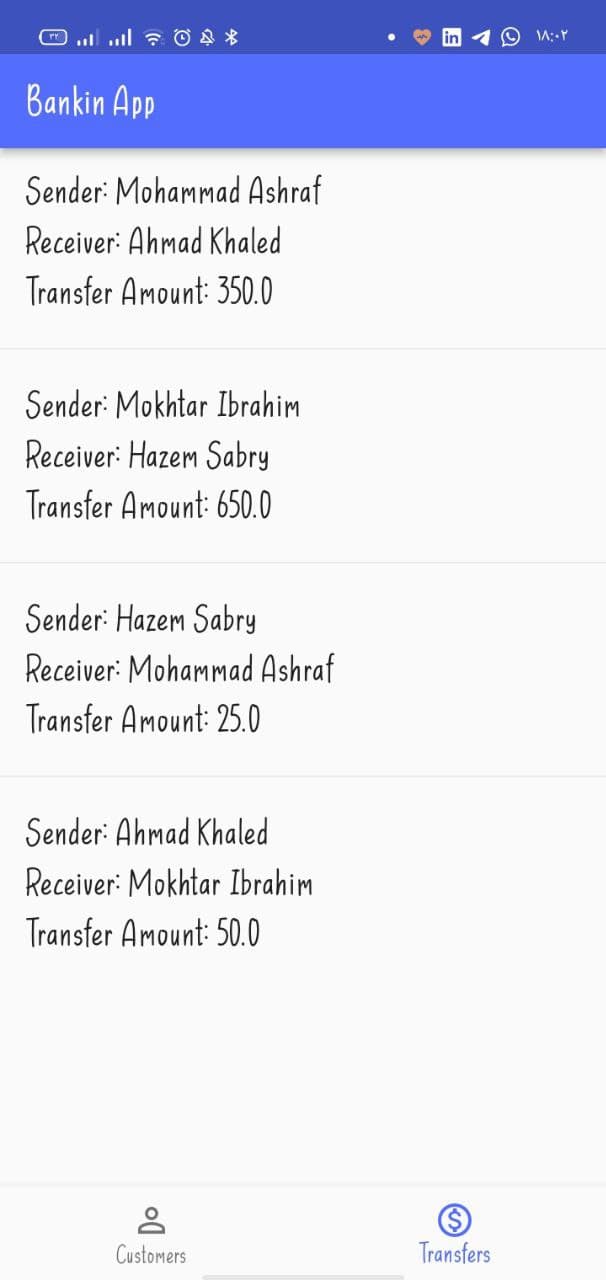 ٣٢
in
١٨:٠٢
Bankin App
Sender: Mohammad Ashraf
Receiver: Ahmad Khaled
Transfer Amount: 350.0
Sender: Mokhtar Ibrahim
Receiver: Hazem Sabry
Transfer Amount: 650.0
Sender: Hazem Sabry
Receiver: Mohammad Ashraf
Transfer Amount: 25.0
Sender: Ahmad Khaled
Receiver: Mokhtar Ibrahim
Transfer Amount: 50.0
Customers
Transfers